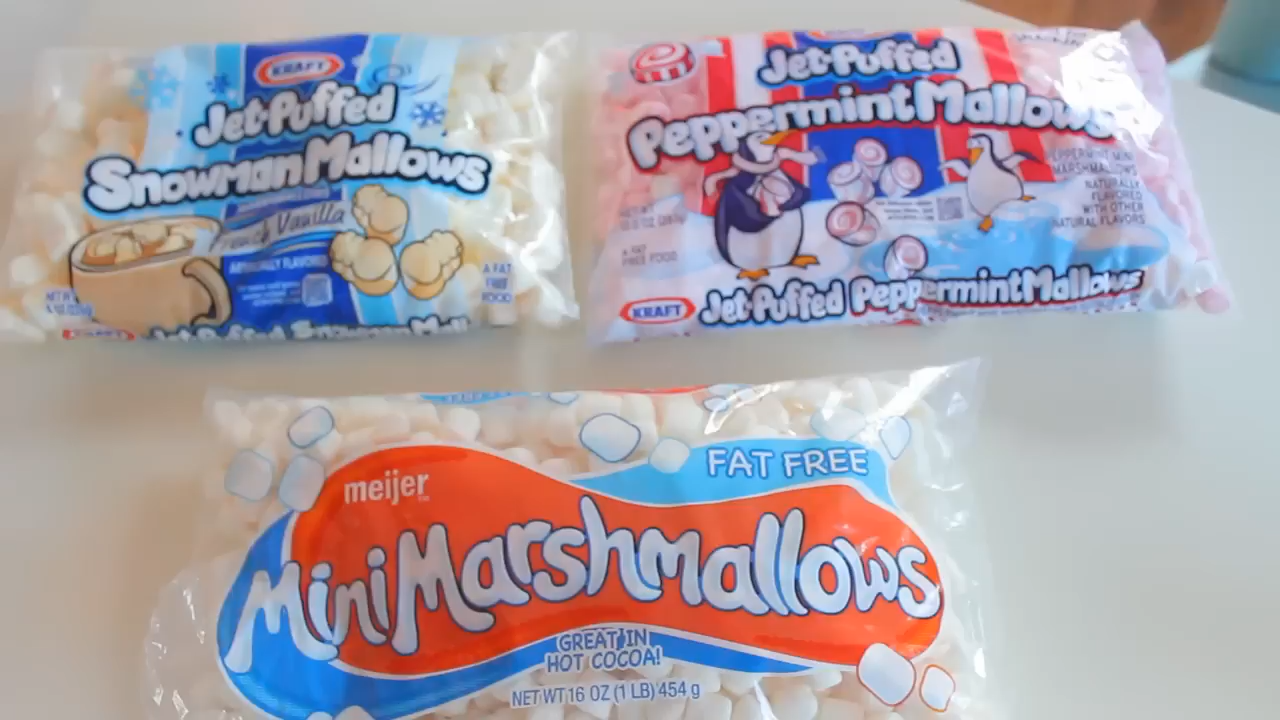 KRAFT
Jet-Puffed
SnowmanMallows
French Vanilla
ARTIFICIALLY FLAVORED
A FAT
FREE
FOOD
Jet-Puffed
PeppermintMallows
PEPPERMINT MINI
MARSHMALLOWS
NATURALLY
FLAVORED
WITH OTHER
NATURAL FLAVORS
A FAT
FREE FOOD
KRAFT
Jet-Puffed PeppermintMallows
meijer
FAT FREE
Mini Marshmallows
GREAT IN
HOT COCOA!
NET WT 16 OZ (1 LB) 454 g